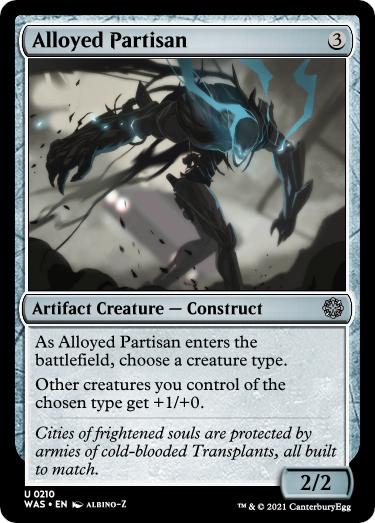 Alloyed Partisan 3
Artifact Creature — Construct
As Alloyed Partisan enters the
battlefield, choose a creature type.
Other creatures you control of the
chosen type get +1/+0.
Cities of frightened souls are protected by
armies of cold-blooded Transplants, all built
to match.
2/2
U 0210
WAS • EN ALBINO-Z
™ & © 2021 CanterburyEgg